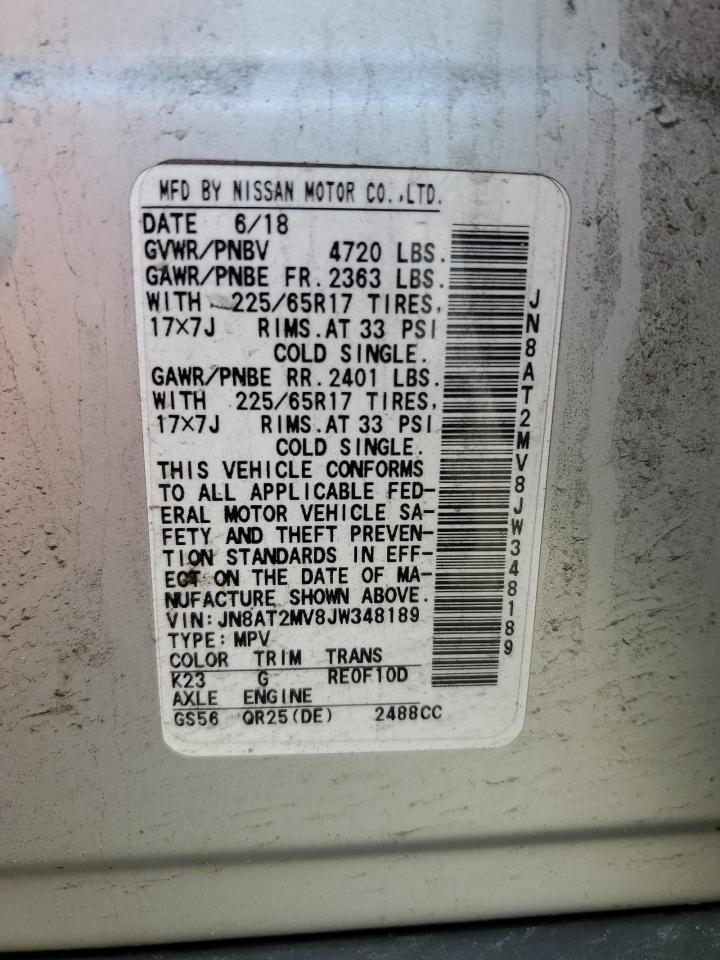 MFD BY NISSAN MOTOR CO.,LTD.
DATE 6/18
GVWR/PNBV 4720 LBS.
GAWR/PNBE FR. 2363 LBS.
WITH 225/65R17 TIRES,
17×7J RIMS.AT 33 PSI
COLD SINGLE.
GAWR/PNBE RR. 2401 LBS.
WITH 225/65R17 TIRES,
17×7J RIMS.AT 33 PSI
COLD SINGLE.
THIS VEHICLE CONFORMS
TO ALL APPLICABLE FED-
ERAL MOTOR VEHICLE SA-
FETY AND THEFT PREVEN-
TION STANDARDS IN EFF-
ECT ON THE DATE OF MA-
NUFACTURE SHOWN ABOVE.
VIN: JN8AT2MV8JW348189
TYPE: MPV
COLOR TRIM TRANS
K23 G RE0F10D
AXLE ENGINE
GS56 QR25(DE) 2488CC
JN8AT2MV8JW348189